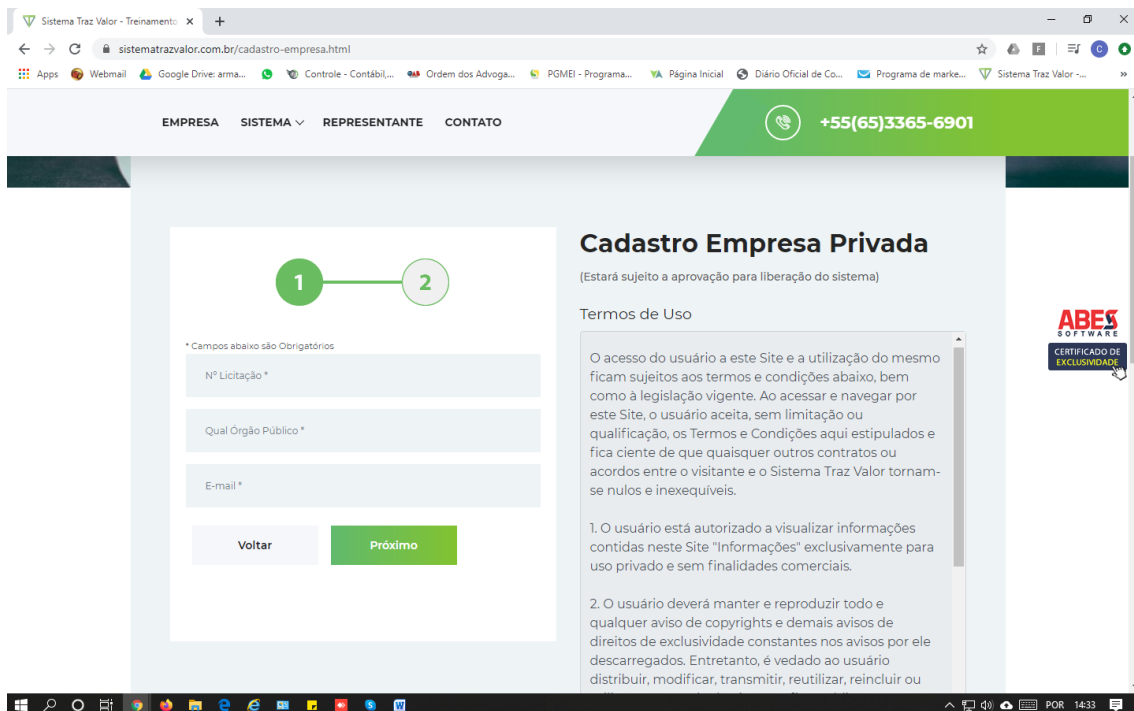 Sistema Traz Valor - Treinamento
sistematrazvalor.com.br/cadastro-empresa.html
Apps Webmail Google Drive: arma... Controle - Contábil,... Ordem dos Advoga... PGMEI - Programa... Página Inicial Diário Oficial de Co... Programa de marke... Sistema Traz Valor -... »
EMPRESA SISTEMA REPRESENTANTE CONTATO
+55(65)3365-6901
1 2
* Campos abaixo são Obrigatórios
Nº Licitação *
Qual Órgão Público *
E-mail *
Voltar Próximo
Cadastro Empresa Privada
(Estará sujeito a aprovação para liberação do sistema)
Termos de Uso
O acesso do usuário a este Site e a utilização do mesmo
ficam sujeitos aos termos e condições abaixo, bem
como à legislação vigente. Ao acessar e navegar por
este Site, o usuário aceita, sem limitação ou
qualificação, os Termos e Condições aqui estipulados e
fica ciente de que quaisquer outros contratos ou
acordos entre o visitante e o Sistema Traz Valor tornam-
se nulos e inexequíveis.
1. O usuário está autorizado a visualizar informações
contidas neste Site "Informações" exclusivamente para
uso privado e sem finalidades comerciais.
2. O usuário deverá manter e reproduzir todo e
qualquer aviso de copyrights e demais avisos de
direitos de exclusividade constantes nos avisos por ele
descarregados. Entretanto, é vedado ao usuário
distribuir, modificar, transmitir, reutilizar, reincluir ou
ABES
SOFTWARE
CERTIFICADO DE
EXCLUSIVIDADE
POR 14:33